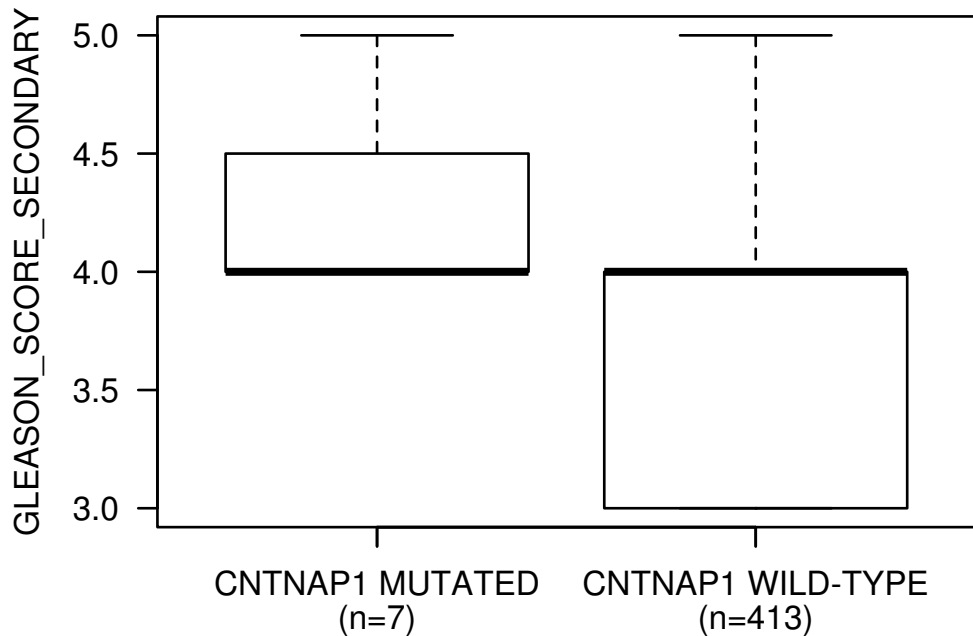 GLEASON_SCORE_SECONDARY
5.0
4.5
4.0
3.5
3.0
CNTNAP1 MUTATED
(n=7)
CNTNAP1 WILD-TYPE
(n=413)